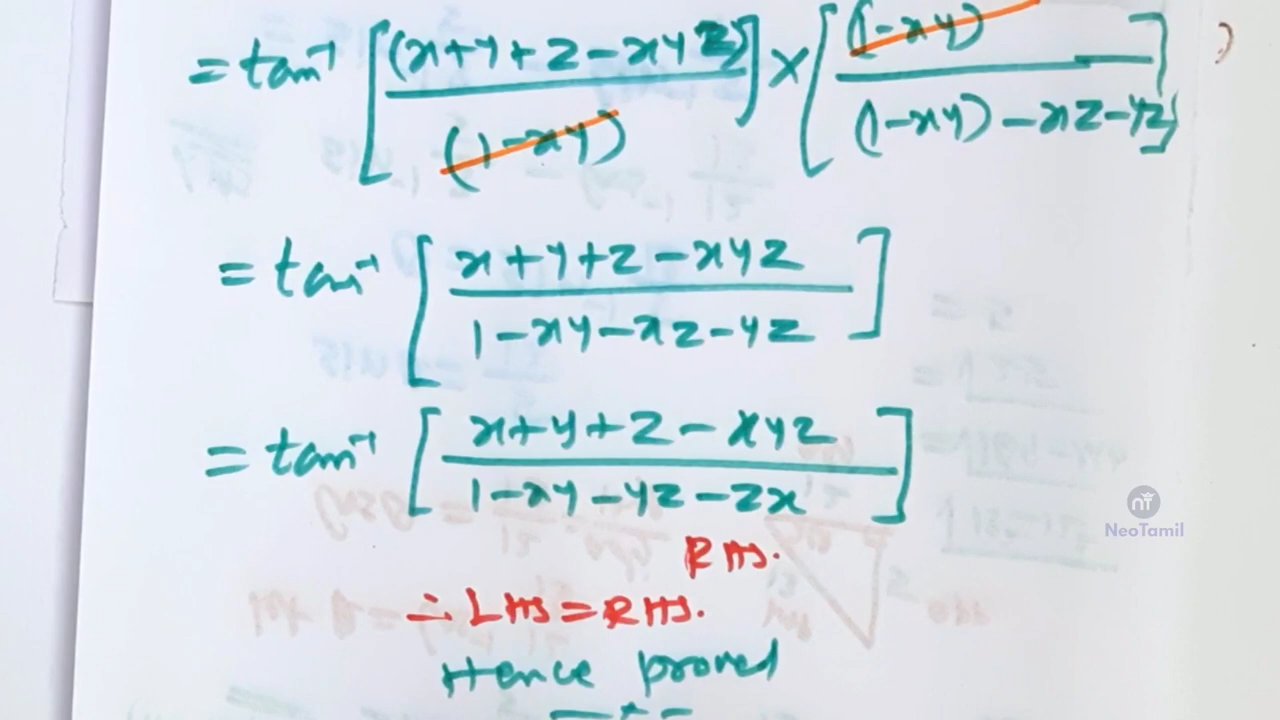 = tan⁻¹ [(x+y+z-xyz) / (1-xy)] × [(1-xy) / (1-xy)-xz-yz]
= tan⁻¹ [x+y+z-xyz / 1-xy-xz-yz]
= tan⁻¹ [x+y+z-xyz / 1-xy-yz-zx]
RHS.
∴ LHS = RHS.
Hence proved
nT
NeoTamil